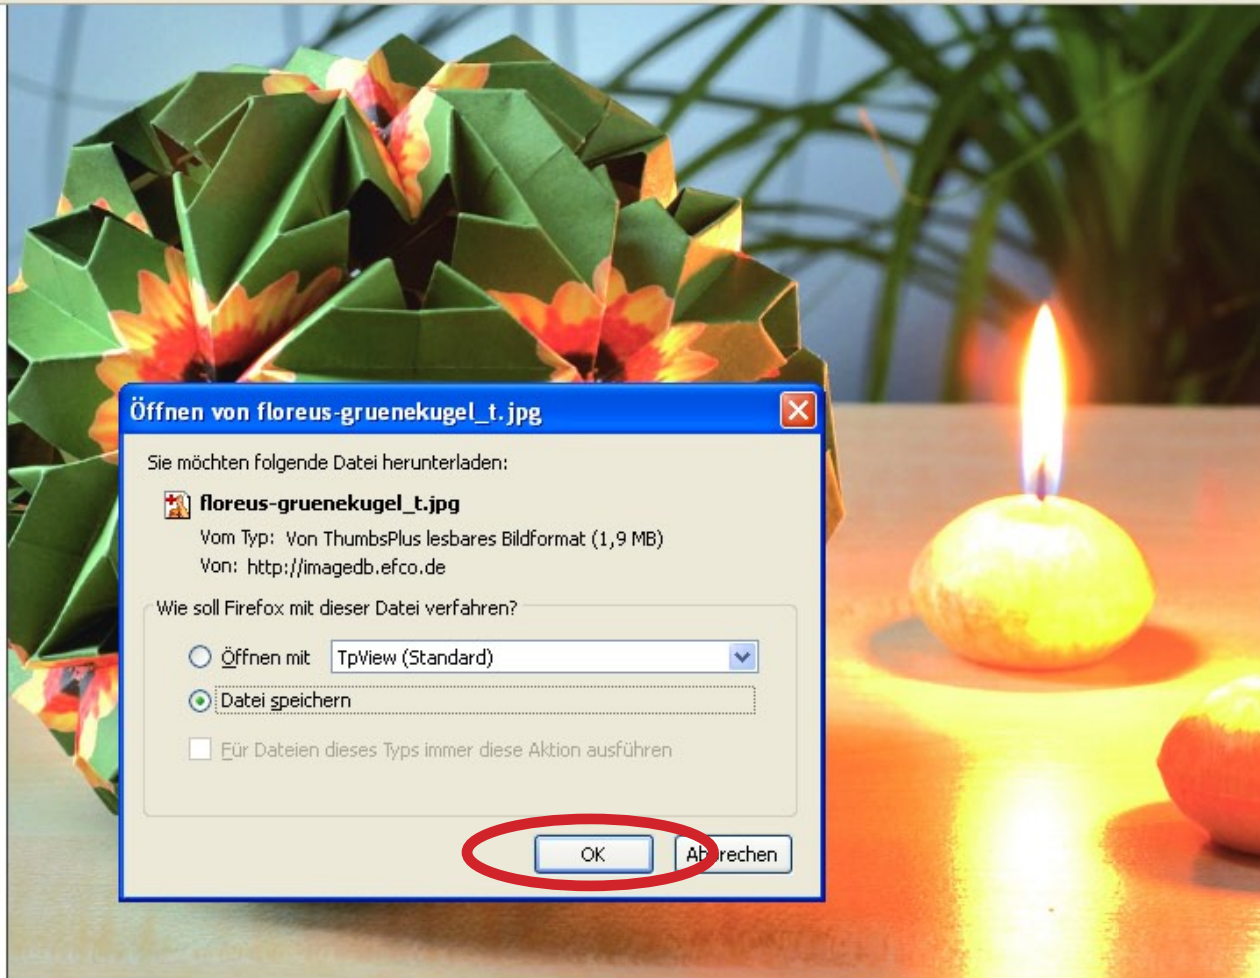 Öffnen von floreus-gruenekugel_t.jpg
Sie möchten folgende Datei herunterladen:
floreus-gruenekugel_t.jpg
Vom Typ: Von ThumbsPlus lesbares Bildformat (1,9 MB)
Von: http://imagedb.efco.de
Wie soll Firefox mit dieser Datei verfahren?
Öffnen mit TpView (Standard)
Datei speichern
Für Dateien dieses Typs immer diese Aktion ausführen
OK Abbrechen